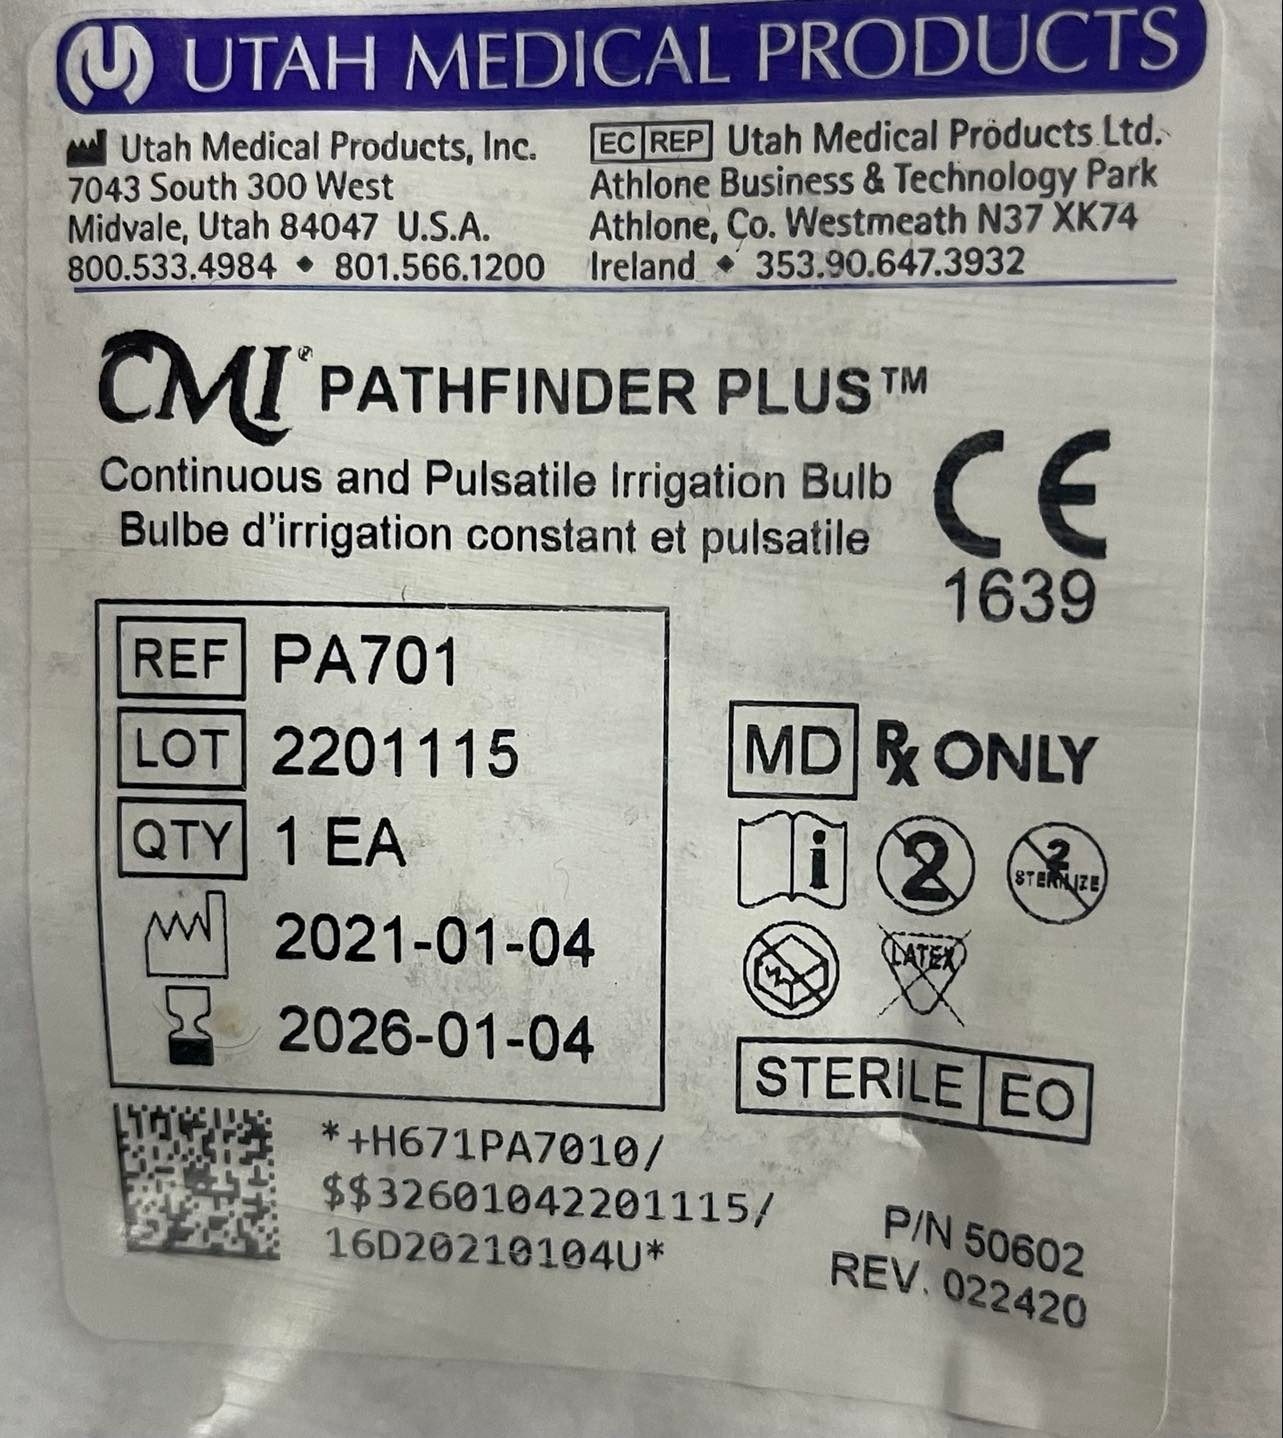 UTAH MEDICAL PRODUCTS
Utah Medical Products, Inc.
7043 South 300 West
Midvale, Utah 84047 U.S.A.
800.533.4984 ◆ 801.566.1200
EC REP Utah Medical Products Ltd.
Athlone Business & Technology Park
Athlone, Co. Westmeath N37 XK74
Ireland ◆ 353.90.647.3932
CMI® PATHFINDER PLUS™
Continuous and Pulsatile Irrigation Bulb
Bulbe d'irrigation constant et pulsatile
CE
1639
REF PA701
LOT 2201115
QTY 1 EA
2021-01-04
2026-01-04
MD Rx ONLY
i 2 2 STERILIZE
LATEX
STERILE EO
*+H671PA7010/
$$32601042201115/
16D20210104U*
P/N 50602
REV. 022420